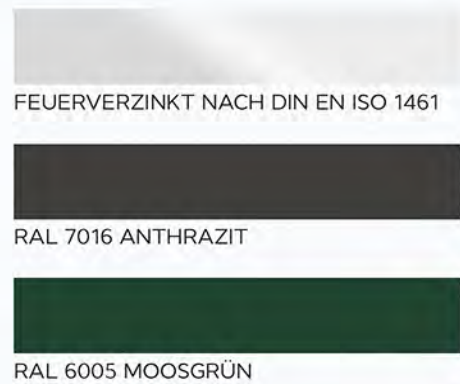 FEUERVERZINKT NACH DIN EN ISO 1461
RAL 7016 ANTHRAZIT
RAL 6005 MOOSGRÜN